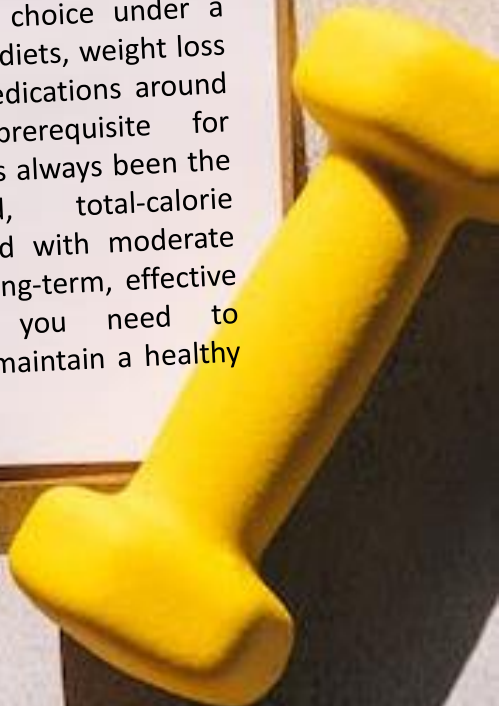 choice under a
diets, weight loss
edications around
prerequisite for
s always been the
total-calorie
d with moderate
ng-term, effective
you need to
maintain a healthy